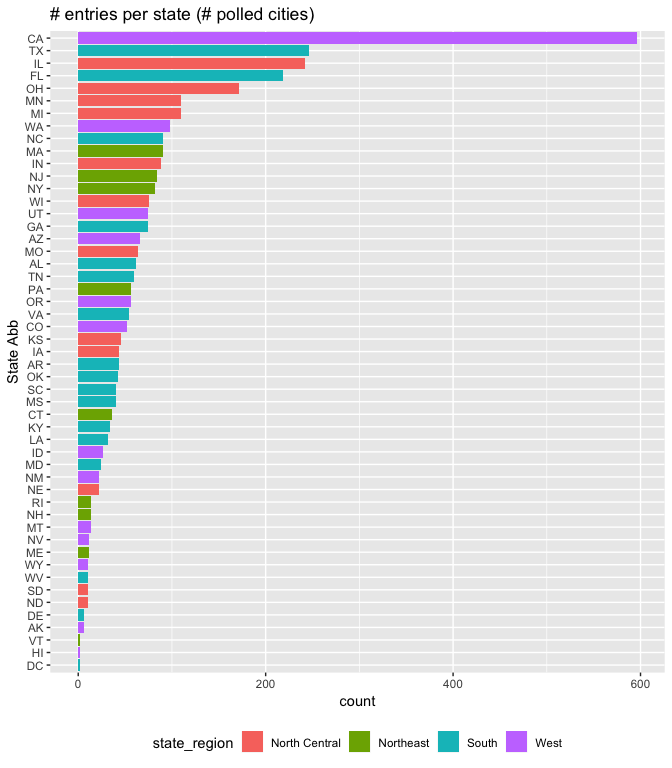 # entries per state (# polled cities)
State Abb
CA
TX
IL
FL
OH
MN
MI
WA
NC
MA
IN
NJ
NY
WI
UT
GA
AZ
MO
AL
TN
PA
OR
VA
CO
KS
IA
AR
OK
SC
MS
CT
KY
LA
ID
MD
NM
NE
RI
NH
MT
NV
ME
WY
WV
SD
ND
DE
AK
VT
HI
DC
0 200 400 600
count
state_region North Central Northeast South West